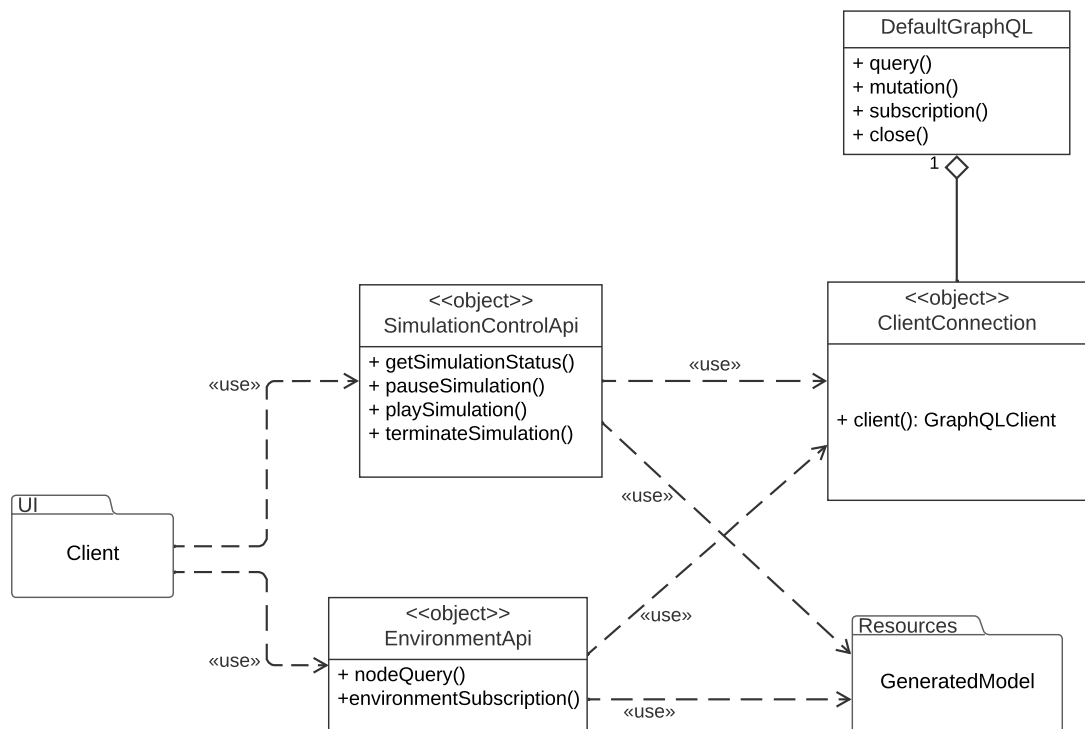 DefaultGraphQL
+ query()
+ mutation()
+ subscription()
+ close()
1
<<object>>
SimulationControlApi
+ getSimulationStatus()
+ pauseSimulation()
+ playSimulation()
+ terminateSimulation()
<<object>>
ClientConnection
+ client(): GraphQLClient
«use»
«use»
«use»
UI
Client
«use»
«use»
<<object>>
EnvironmentApi
+ nodeQuery()
+environmentSubscription()
«use»
Resources
GeneratedModel